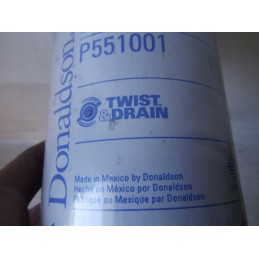 Donaldson
P551001
TWIST
& DRAIN
Made in Mexico by Donaldson
Hecho en México por Donaldson
Fabriqué au Mexique par Donaldson